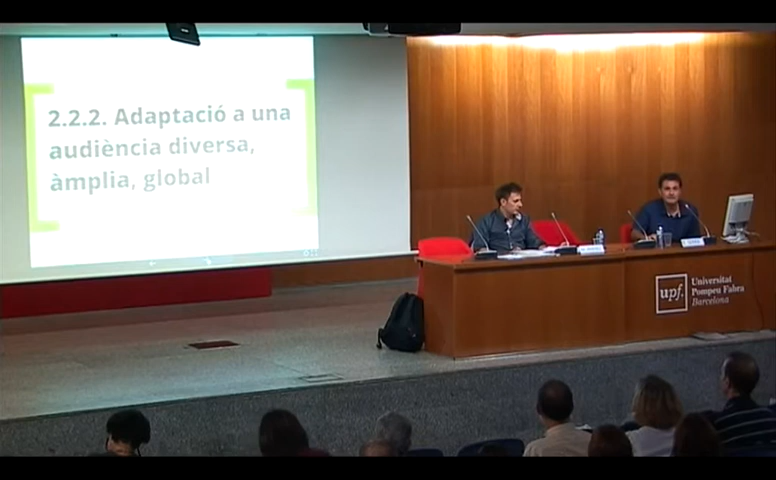 2.2.2. Adaptació a una
audiència diversa,
àmplia, global
upf.
Universitat
Pompeu Fabra
Barcelona